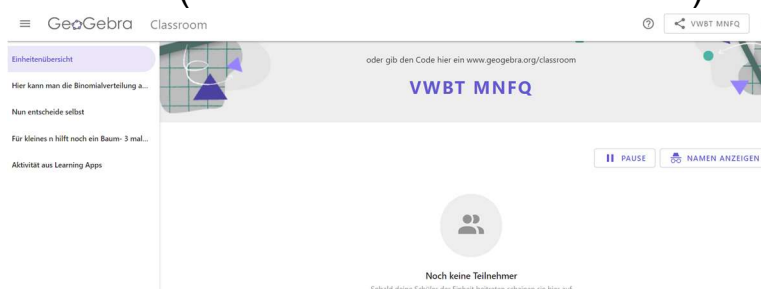 GeoGebra Classroom
VWBT MNFQ
Einheitenübersicht
Hier kann man die Binomialverteilung a...
Nun entscheide selbst
Für kleines n hilft noch ein Baum- 3 mal...
Aktivität aus Learning Apps
oder gib den Code hier ein www.geogebra.org/classroom
VWBT MNFQ
PAUSE
NAMEN ANZEIGEN
Noch keine Teilnehmer